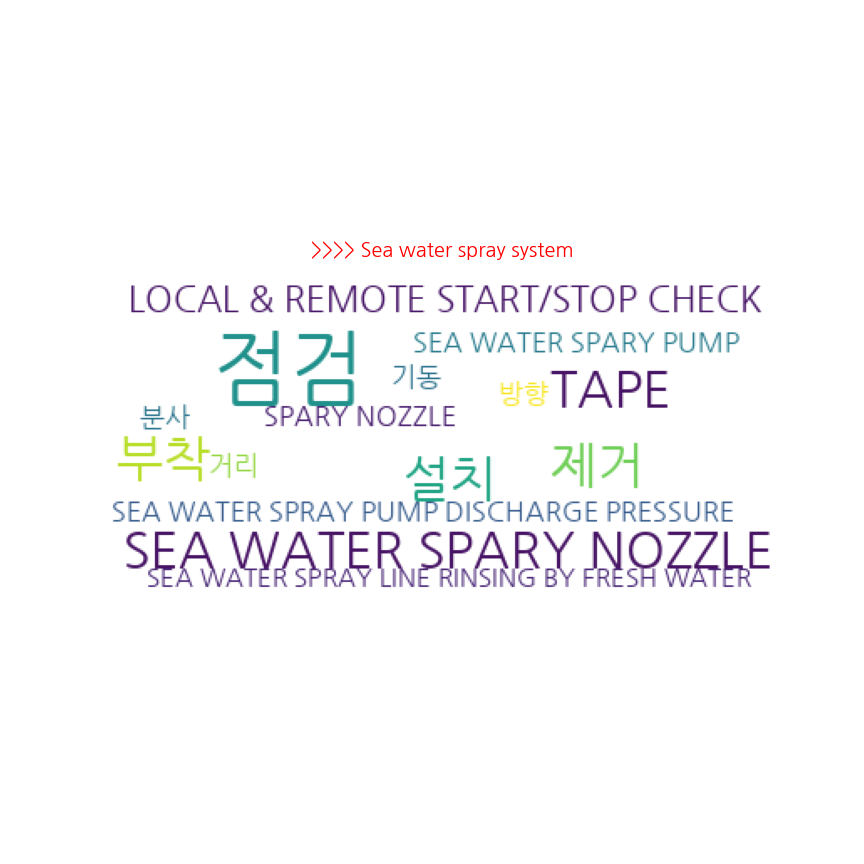 >>>> Sea water spray system
LOCAL & REMOTE START/STOP CHECK
점검
SEA WATER SPARY PUMP
기동
방향
TAPE
분사
SPARY NOZZLE
부착
거리
설치
제거
SEA WATER SPRAY PUMP DISCHARGE PRESSURE
SEA WATER SPARY NOZZLE
SEA WATER SPRAY LINE RINSING BY FRESH WATER